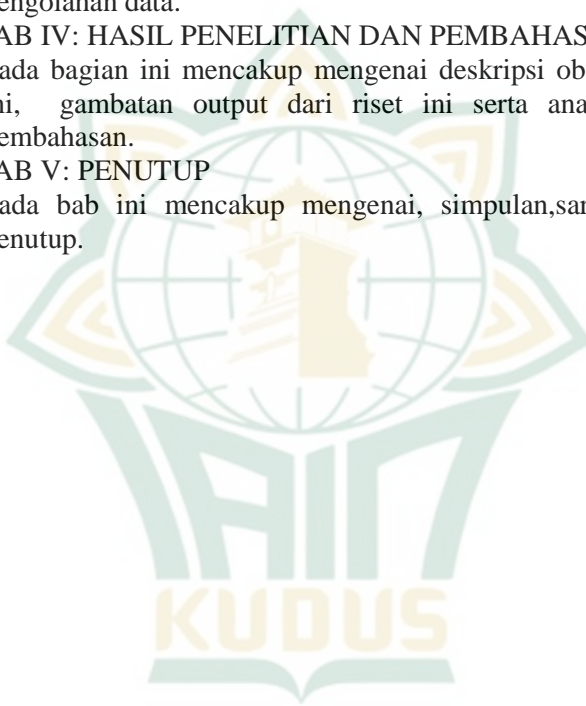 engolahan data.
AB IV: HASIL PENELITIAN DAN PEMBAHAS
ada bagian ini mencakup mengenai deskripsi ob
ni, gambatan output dari riset ini serta ana
embahasan.
AB V: PENUTUP
ada bab ini mencakup mengenai, simpulan,sar
enutup.
IAIN
KUDUS